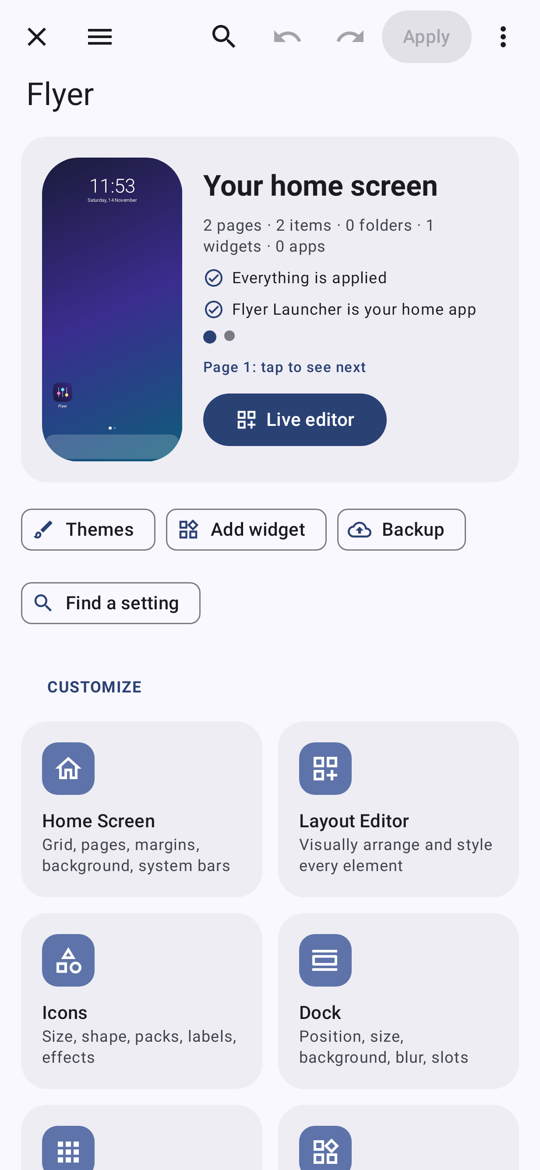 Apply
Flyer
11:53
Saturday, 14 November
Flyer
Your home screen
2 pages · 2 items · 0 folders · 1
widgets · 0 apps
Everything is applied
Flyer Launcher is your home app
Page 1: tap to see next
Live editor
Themes
Add widget
Backup
Find a setting
CUSTOMIZE
Home Screen
Grid, pages, margins,
background, system bars
Layout Editor
Visually arrange and style
every element
Icons
Size, shape, packs, labels,
effects
Dock
Position, size,
background, blur, slots